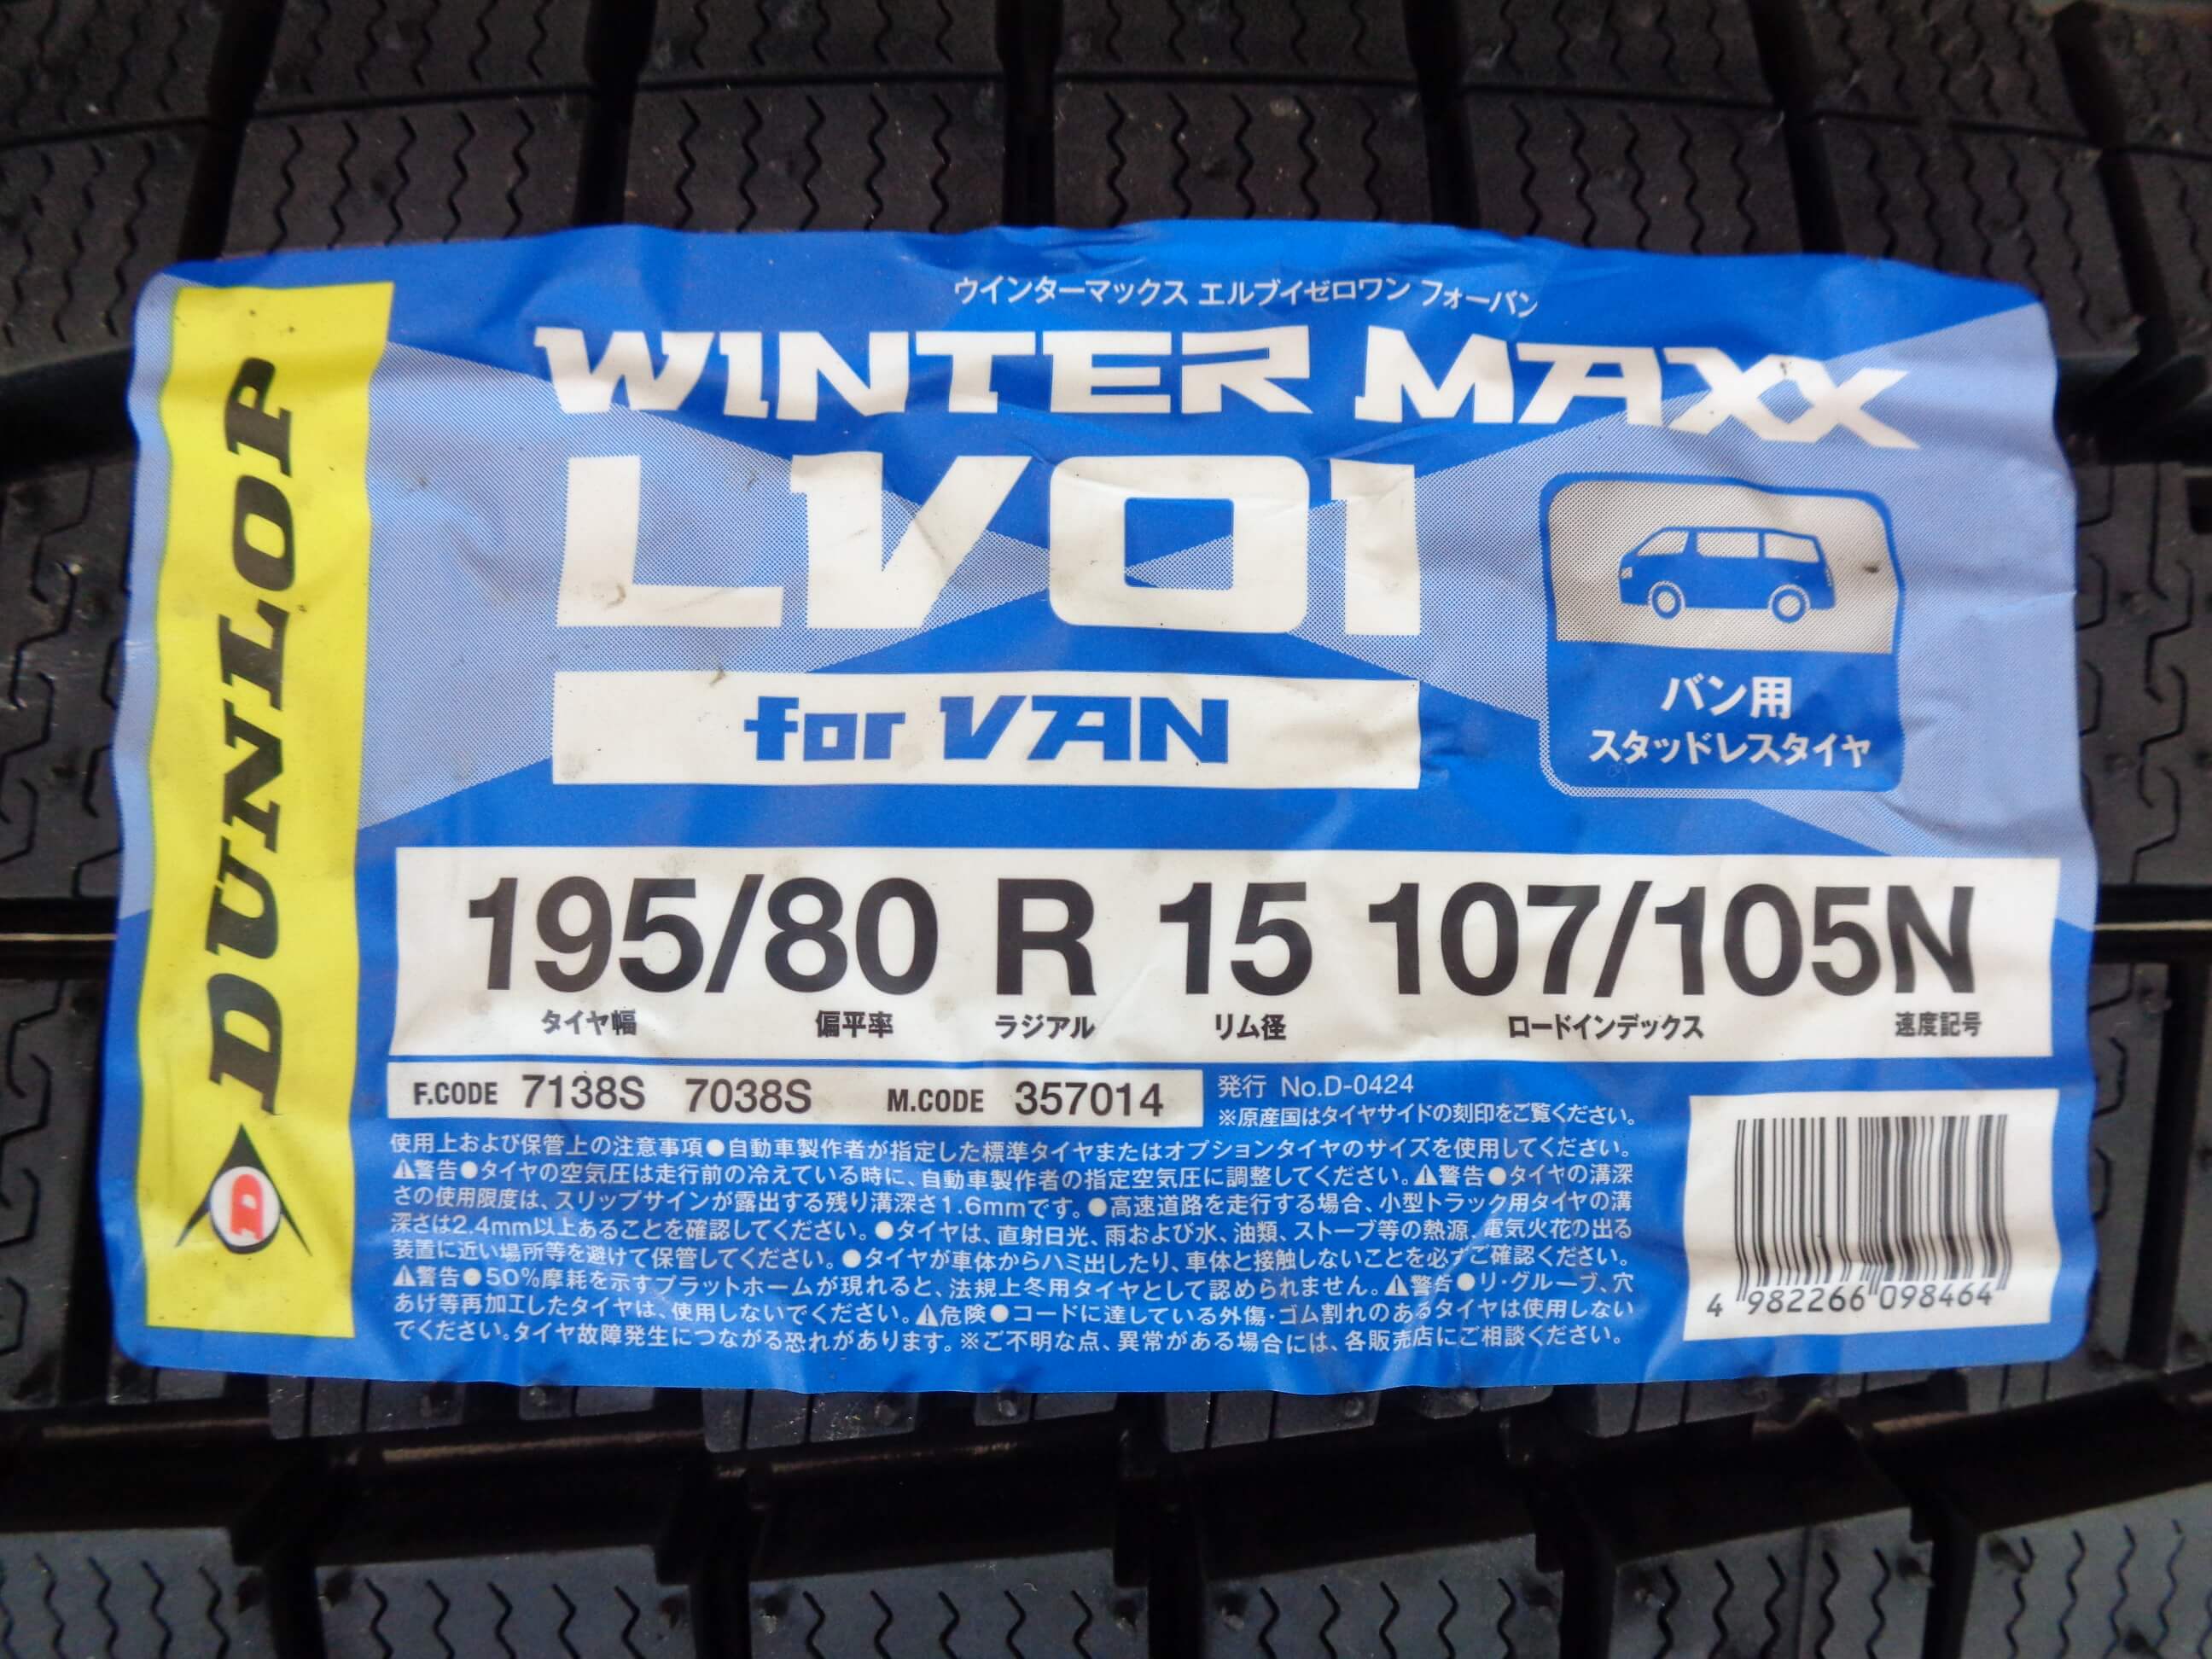 ウインターマックス エルブイゼロワン フォーバン
WINTER MAXX
LV01
for VAN
バン用
スタッドレスタイヤ
DUNLOP
D
195/80 R 15 107/105N
タイヤ幅 偏平率 ラジアル リム径 ロードインデックス 速度記号
F.CODE 7138S 7038S M.CODE 357014
発行 No.D-0424
※原産国はタイヤサイドの刻印をご覧ください。
使用上および保管上の注意事項●自動車製作者が指定した標準タイヤまたはオプションタイヤのサイズを使用してください。
⚠警告●タイヤの空気圧は走行前の冷えている時に、自動車製作者の指定空気圧に調整してください。⚠警告●タイヤの溝深
さの使用限度は、スリップサインが露出する残り溝深さ1.6mmです。●高速道路を走行する場合、小型トラック用タイヤの溝
深さは2.4mm以上あることを確認してください。●タイヤは、直射日光、雨および水、油類、ストーブ等の熱源、電気火花の出る
装置に近い場所等を避けて保管してください。●タイヤが車体からハミ出したり、車体と接触しないことを必ずご確認ください。
⚠警告●50%摩耗を示すプラットホームが現れると、法規上冬用タイヤとして認められません。⚠警告●リ・グルーブ、穴
あけ等再加工したタイヤは、使用しないでください。⚠危険●コードに達している外傷・ゴム割れのあるタイヤは使用しない
でください。タイヤ故障発生につながる恐れがあります。※ご不明な点、異常がある場合には、各販売店にご相談ください。
4 982266 098464